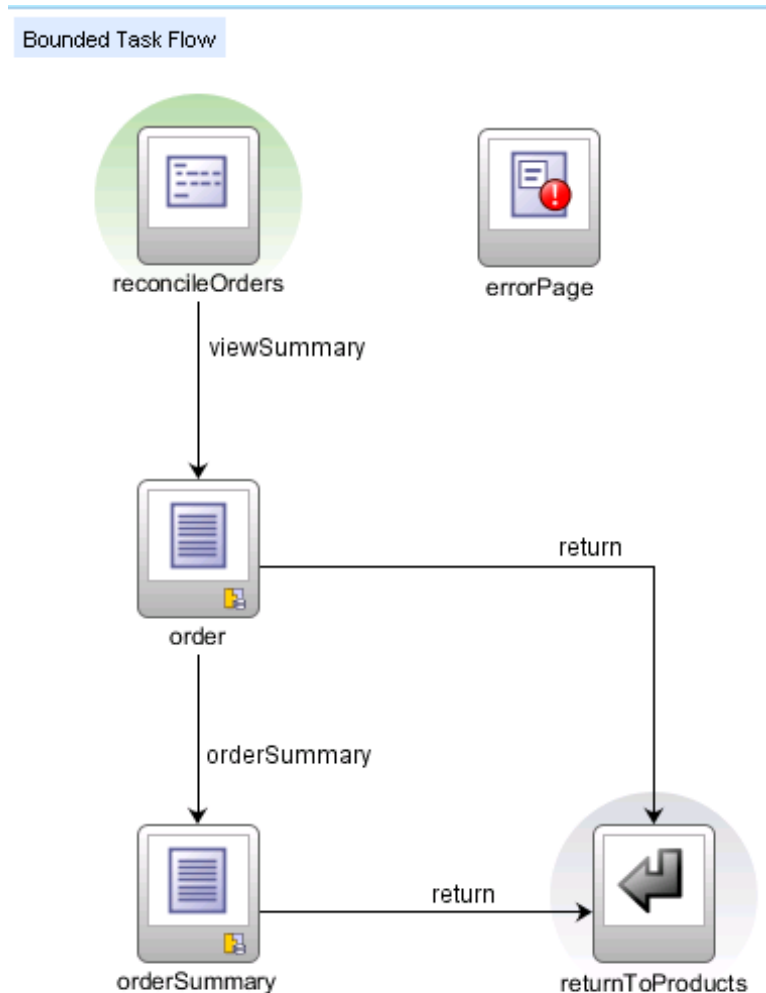 Bounded Task Flow
reconcileOrders
errorPage
viewSummary
return
order
orderSummary
return
orderSummary
returnToProducts